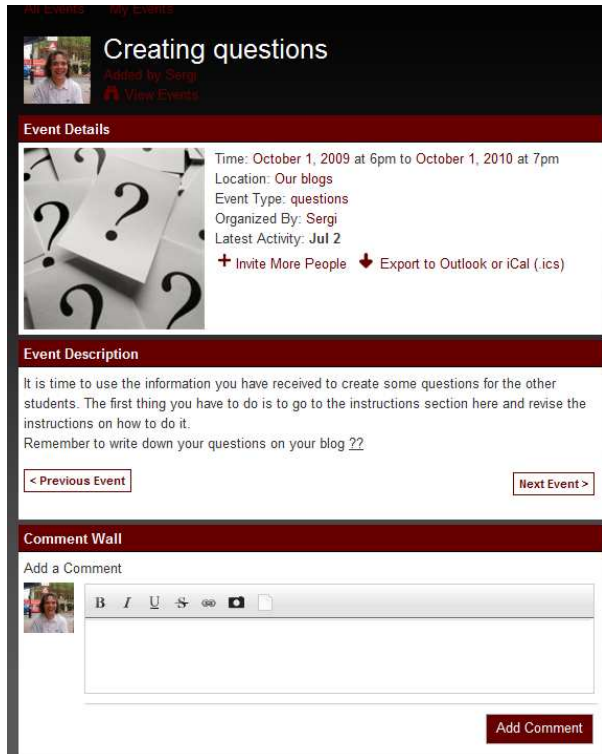 All Events My Events
Creating questions
Added by Sergi
View Events
Event Details
Time: October 1, 2009 at 6pm to October 1, 2010 at 7pm
Location: Our blogs
Event Type: questions
Organized By: Sergi
Latest Activity: Jul 2
+ Invite More People Export to Outlook or iCal (.ics)
? ? ? ?
Event Description
It is time to use the information you have received to create some questions for the other
students. The first thing you have to do is to go to the instructions section here and revise the
instructions on how to do it.
Remember to write down your questions on your blog ??
< Previous Event Next Event >
Comment Wall
Add a Comment
B I U S
Add Comment